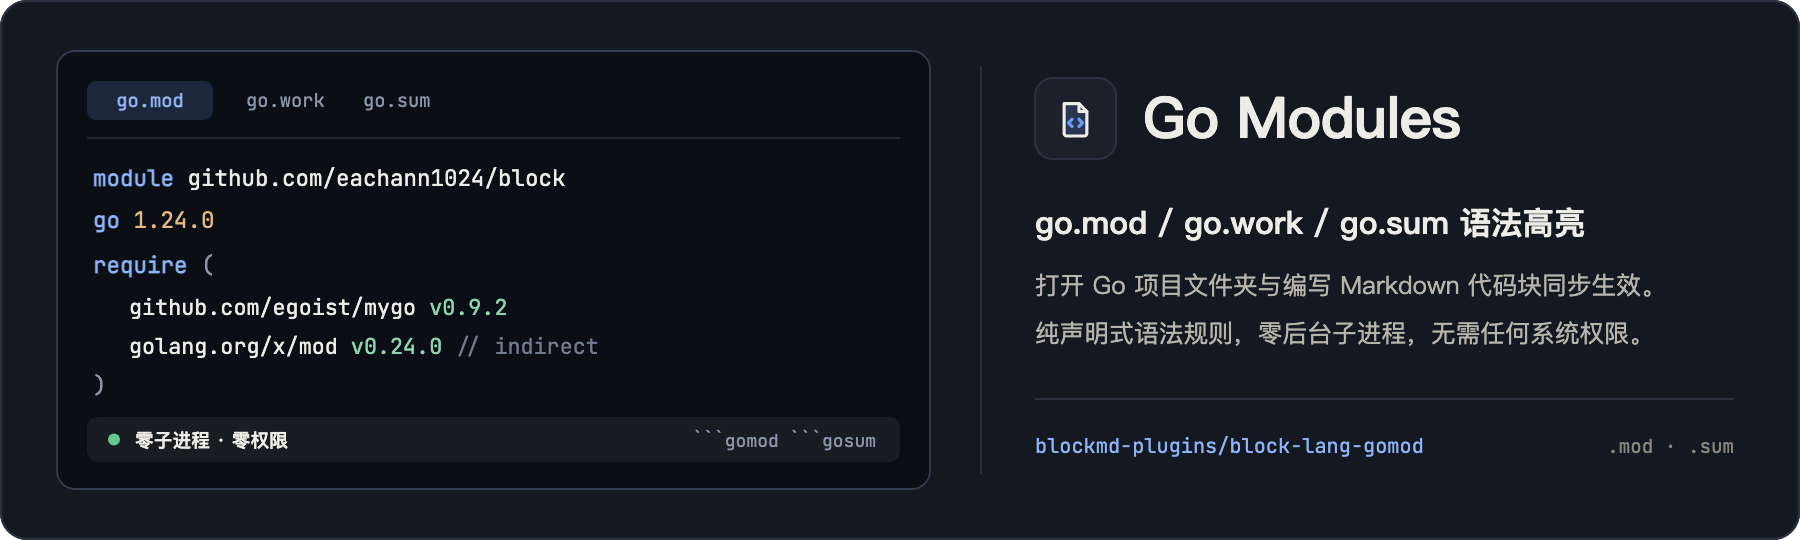 go.mod go.work go.sum
module github.com/eachann1024/block
go 1.24.0
require (
github.com/egoist/mygo v0.9.2
golang.org/x/mod v0.24.0 // indirect
)
零子进程 · 零权限 ```gomod ```gosum
Go Modules
go.mod / go.work / go.sum 语法高亮
打开 Go 项目文件夹与编写 Markdown 代码块同步生效。
纯声明式语法规则，零后台子进程，无需任何系统权限。
blockmd-plugins/block-lang-gomod .mod · .sum